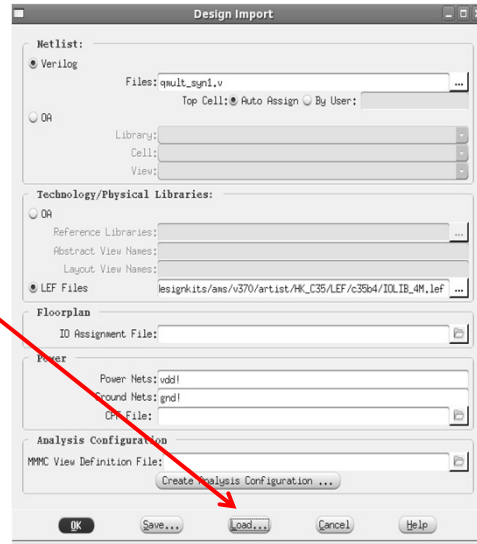 Design Import
Netlist:
Verilog
Files: qmult_syn1.v ...
Top Cell: Auto Assign By User:
OA
Library:
Cell:
View:
Technology/Physical Libraries:
OA
Reference Libraries: ...
Abstract View Names:
Layout View Names:
LEF Files lesignkits/ams/v370/artist/HK_C35/LEF/c35b4/IOLIB_4M.lef ...
Floorplan
IO Assignment File:
Power
Power Nets: vdd!
Ground Nets: gnd!
CPF File:
Analysis Configuration
MMMC View Definition File:
Create Analysis Configuration ...
OK Save... Load... Cancel Help